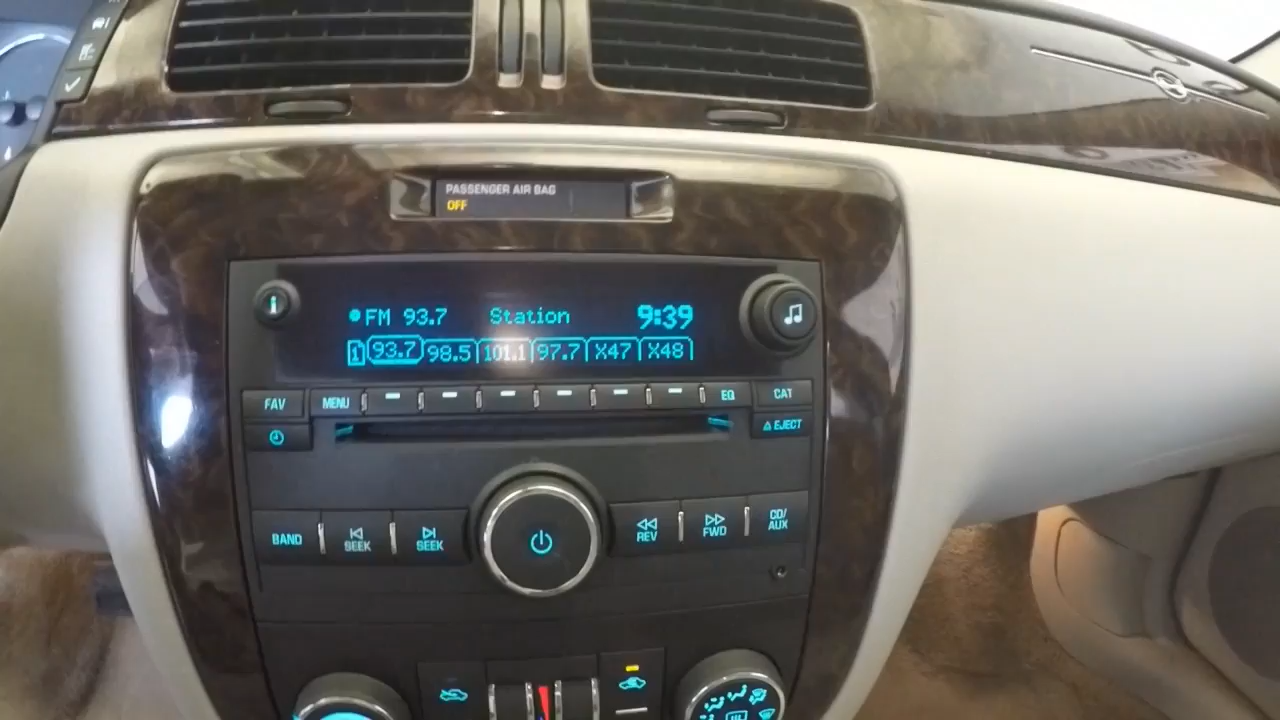 PASSENGER AIR BAG
OFF
FM 93.7 Station 9:39
1 93.7 98.5 101.1 97.7 X47 X48
FAV MENU EQ CAT
EJECT
BAND SEEK SEEK REV FWD CD/AUX